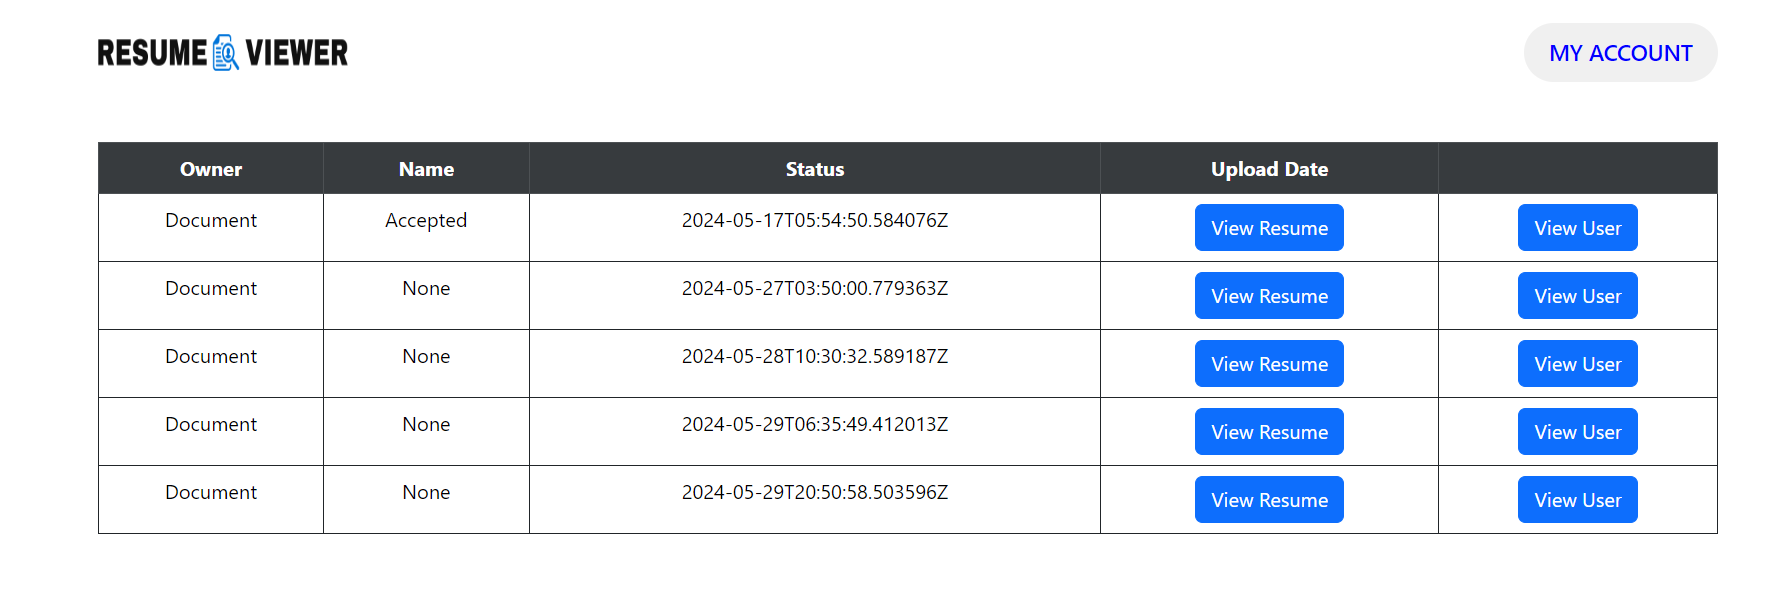 RESUME VIEWER
MY ACCOUNT
Owner Name Status Upload Date
Document Accepted 2024-05-17T05:54:50.584076Z View Resume View User
Document None 2024-05-27T03:50:00.779363Z View Resume View User
Document None 2024-05-28T10:30:32.589187Z View Resume View User
Document None 2024-05-29T06:35:49.412013Z View Resume View User
Document None 2024-05-29T20:50:58.503596Z View Resume View User